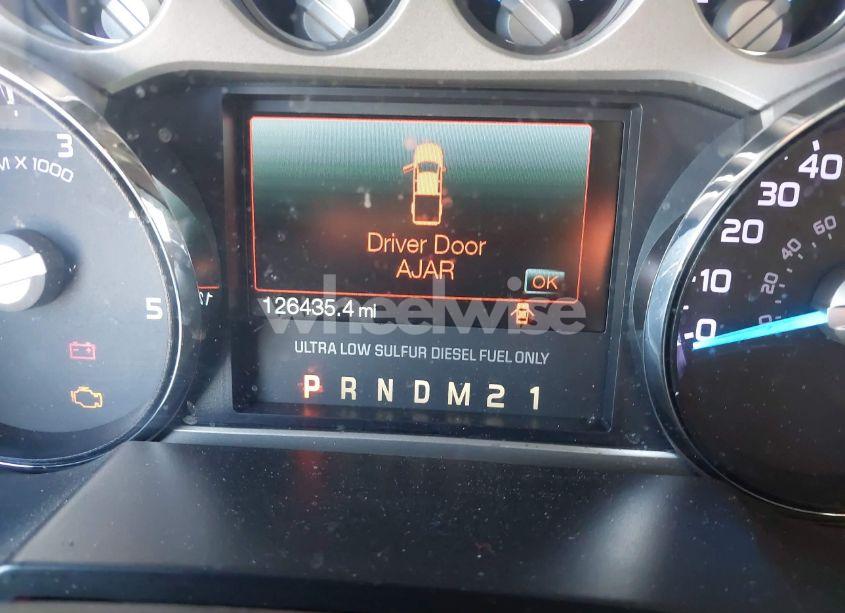 3
M X 1000
5
Driver Door
AJAR
OK
126435.4 mi
wheelwise
ULTRA LOW SULFUR DIESEL FUEL ONLY
P R N D M 2 1
40
30
20
10
0
60
40
20
0